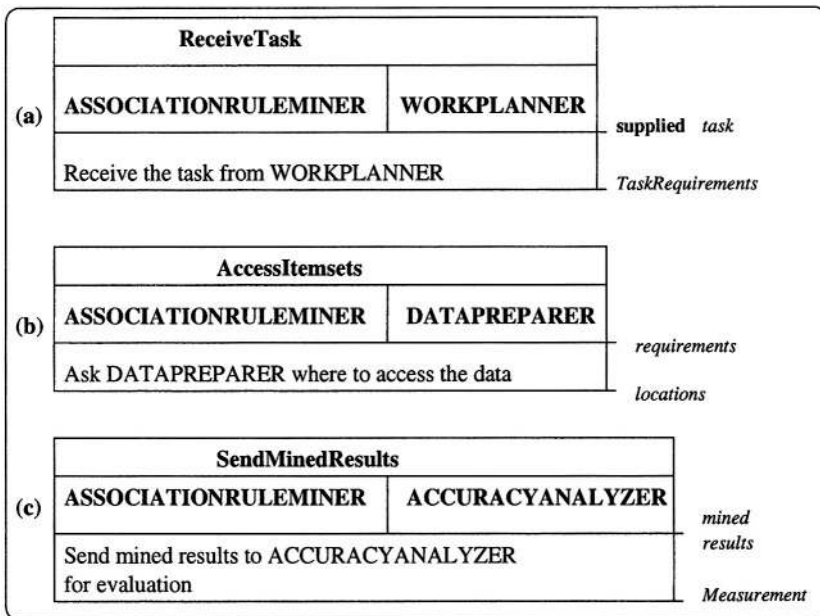 ReceiveTask
(a)
ASSOCIATIONRULEMINER WORKPLANNER
supplied task
Receive the task from WORKPLANNER
TaskRequirements
AccessItemsets
(b)
ASSOCIATIONRULEMINER DATAPREPARER
requirements
Ask DATAPREPARER where to access the data
locations
SendMinedResults
(c)
ASSOCIATIONRULEMINER ACCURACYANALYZER
mined
results
Send mined results to ACCURACYANALYZER
for evaluation
Measurement